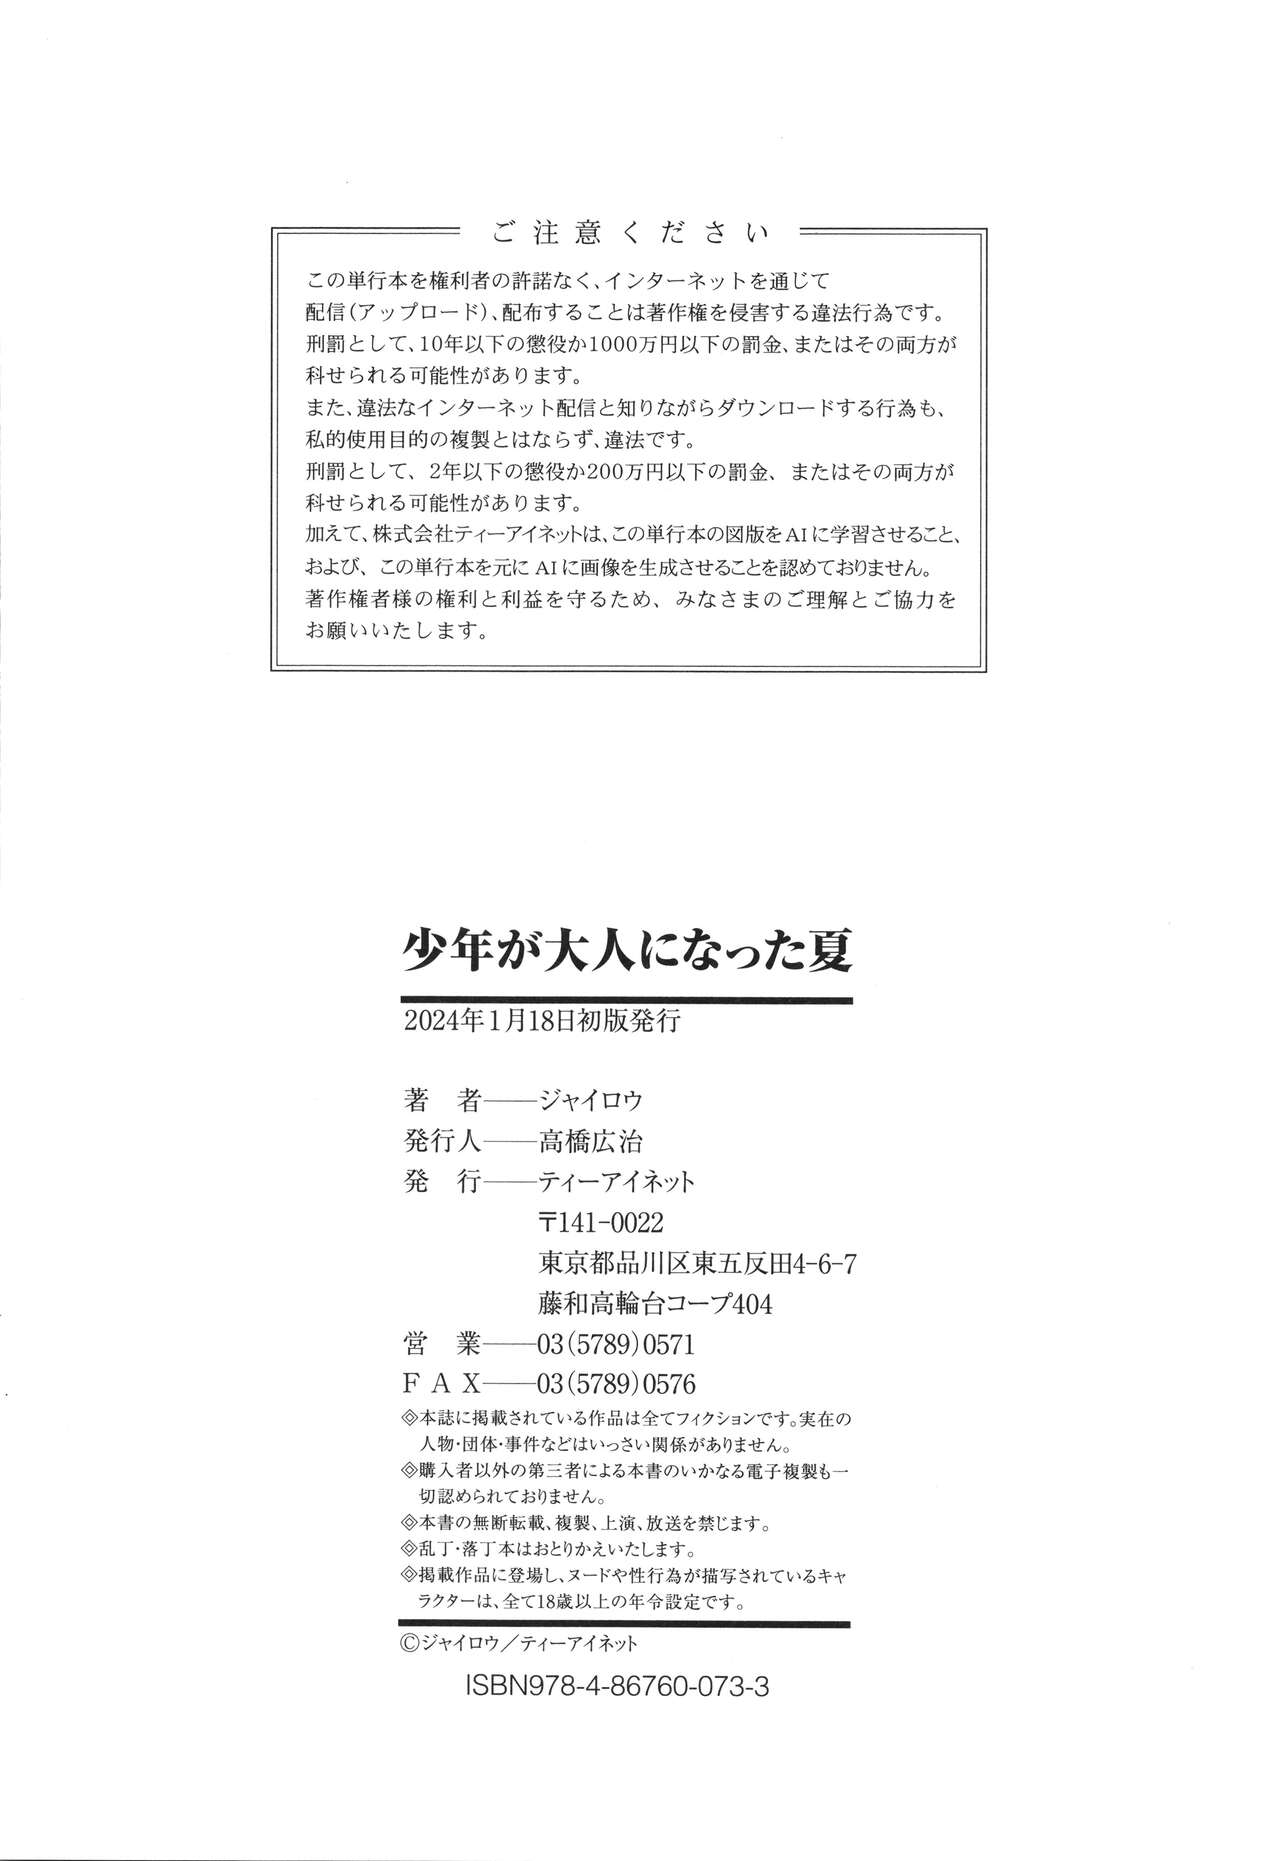 ご注意ください
この単行本を権利者の許諾なく、インターネットを通じて
配信(アップロード)、配布することは著作権を侵害する違法行為です。
刑罰として、10年以下の懲役か1000万円以下の罰金、またはその両方が
科せられる可能性があります。
また、違法なインターネット配信と知りながらダウンロードする行為も、
私的使用目的の複製とはならず、違法です。
刑罰として、2年以下の懲役か200万円以下の罰金、またはその両方が
科せられる可能性があります。
加えて、株式会社ティーアイネットは、この単行本の図版をAIに学習させること、
および、この単行本を元にAIに画像を生成させることを認めておりません。
著作権者様の権利と利益を守るため、みなさまのご理解とご協力を
お願いいたします。
少年が大人になった夏
2024年1月18日初版発行
著　者――ジャイロウ
発行人――高橋広治
発　行――ティーアイネット
〒141-0022
東京都品川区東五反田4-6-7
藤和高輪台コープ404
営　業――03(5789)0571
FAX――03(5789)0576
◈本誌に掲載されている作品は全てフィクションです。実在の
人物・団体・事件などはいっさい関係がありません。
◈購入者以外の第三者による本書のいかなる電子複製も一
切認められておりません。
◈本書の無断転載、複製、上演、放送を禁じます。
◈乱丁・落丁本はおとりかえいたします。
◈掲載作品に登場し、ヌードや性行為が描写されているキャ
ラクターは、全て18歳以上の年令設定です。
©ジャイロウ／ティーアイネット
ISBN978-4-86760-073-3